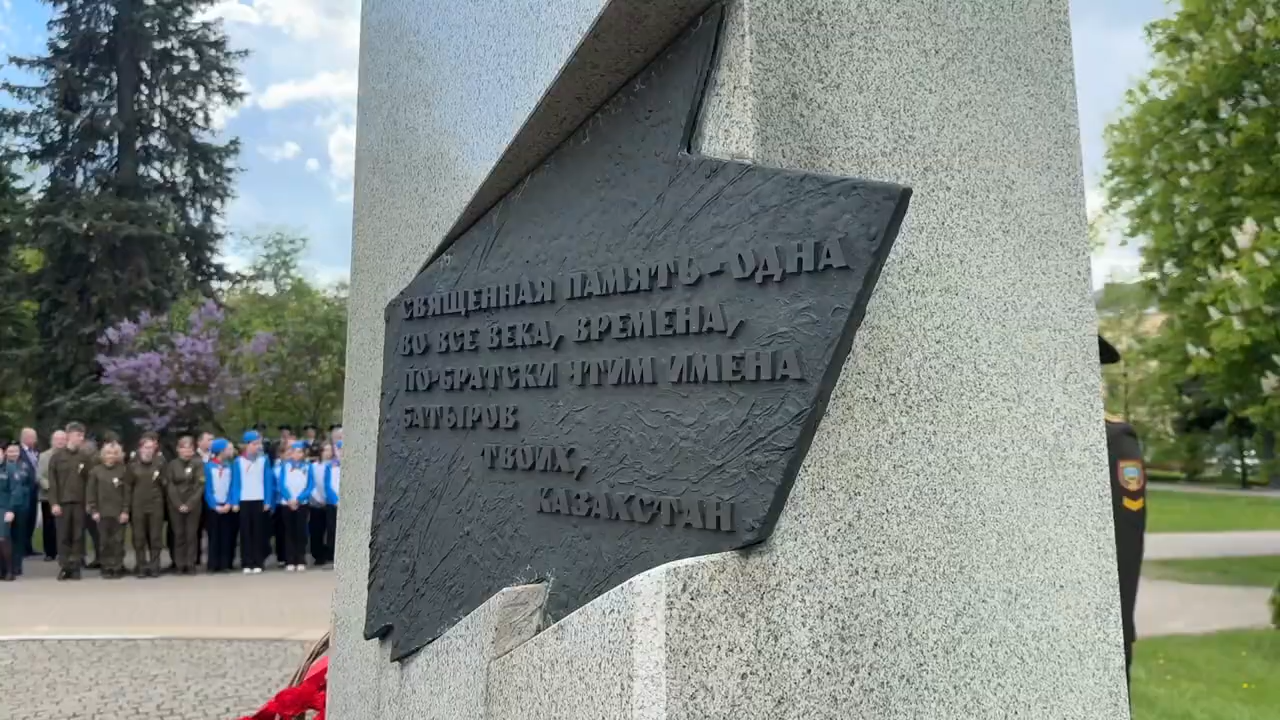 СВЯЩЕННАЯ ПАМЯТЬ-ОДНА
ВО ВСЕ ВЕКА, ВРЕМЕНА,
ПО-БРАТСКИ ЧТИМ ИМЕНА
БАТЫРОВ
ТВОИХ,
КАЗАХСТАН.